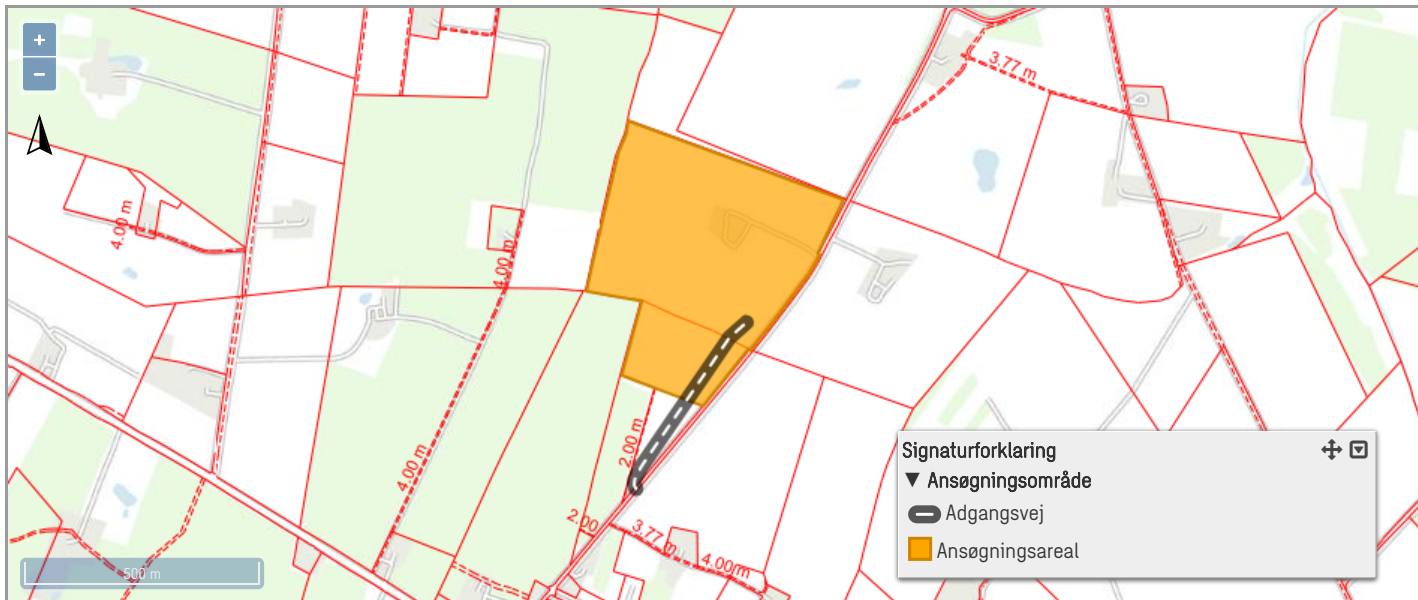 +
−
3.77 m
4.00 m
4.00 m
4.00 m
2.00 m
2.00
3.77 m
4.00 m
500 m
Signaturforklaring
▼ Ansøgningsområde
Adgangsvej
Ansøgningsareal